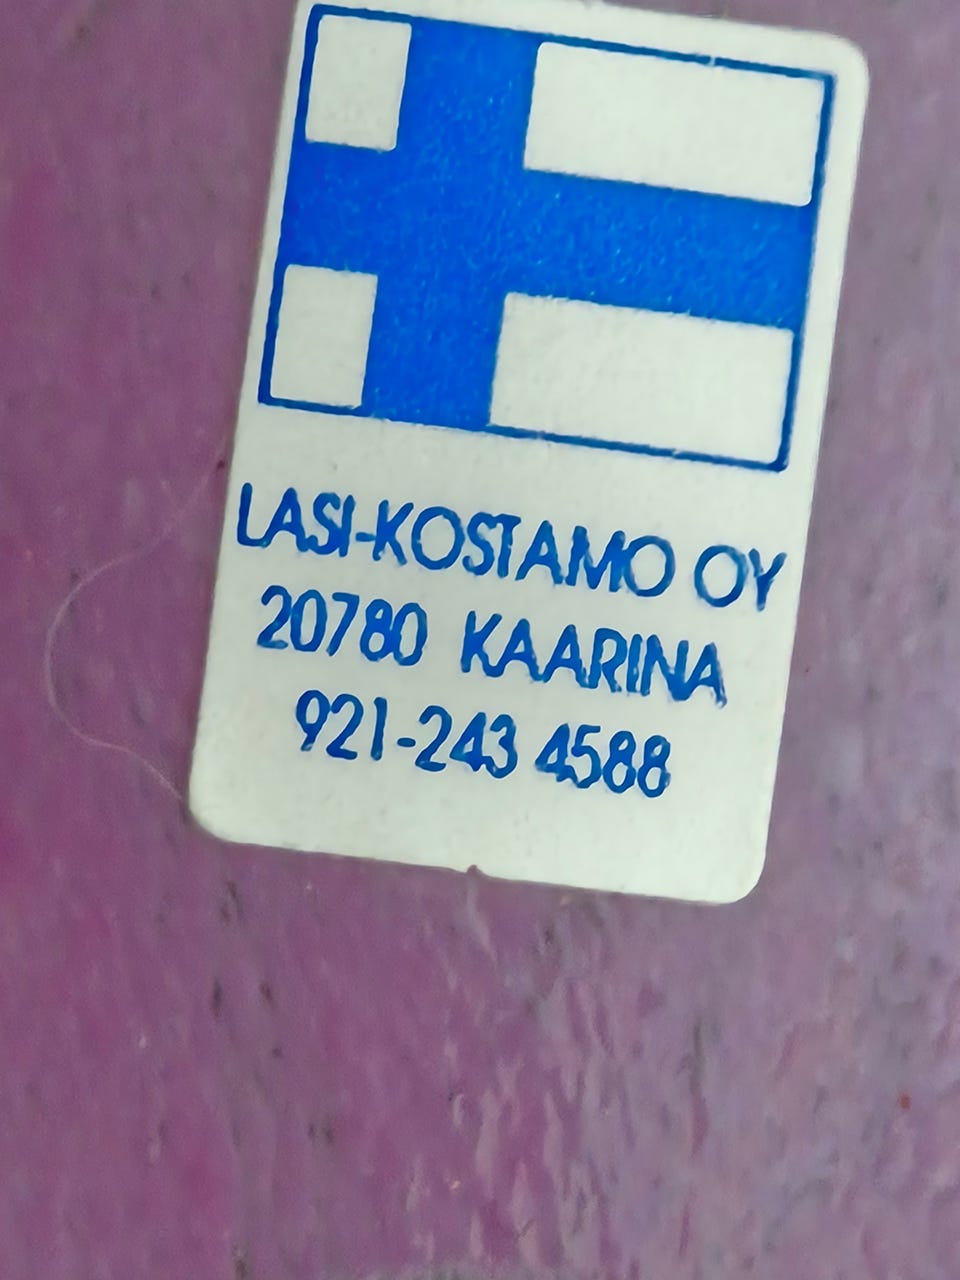 LASI-KOSTAMO OY
20780 KAARINA
921-243 4588